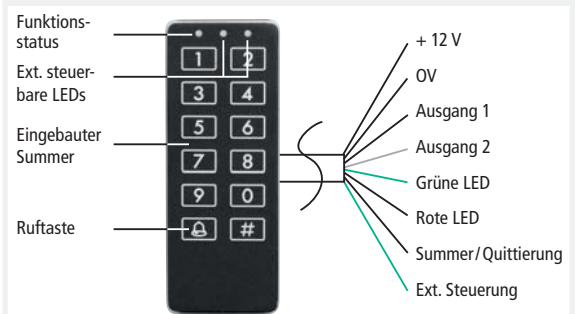 Funktions-
status
Ext. steuer-
bare LEDs
Eingebauter
Summer
Ruftaste
1 2
3 4
5 6
7 8
9 0
#
+ 12 V
OV
Ausgang 1
Ausgang 2
Grüne LED
Rote LED
Summer/Quittierung
Ext. Steuerung